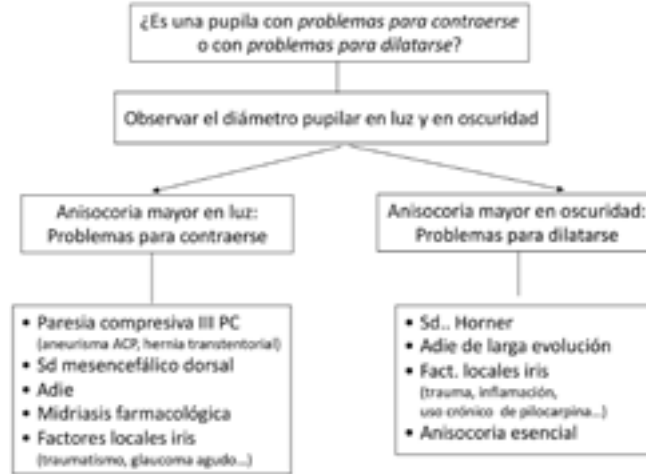 ¿Es una pupila con problemas para contraerse
o con problemas para dilatarse?
Observar el diámetro pupilar en luz y en oscuridad
Anisocoria mayor en luz:
Problemas para contraerse
• Paresia compresiva III PC
(aneurisma ACP, hernia transtentorial)
• Sd mesencefálico dorsal
• Adie
• Midriasis farmacológica
• Factores locales iris
(traumatismo, glaucoma agudo...)
Anisocoria mayor en oscuridad:
Problemas para dilatarse
• Sd.. Horner
• Adie de larga evolución
• Fact. locales iris
(trauma, inflamación,
uso crónico de pilocarpina...)
• Anisocoria esencial